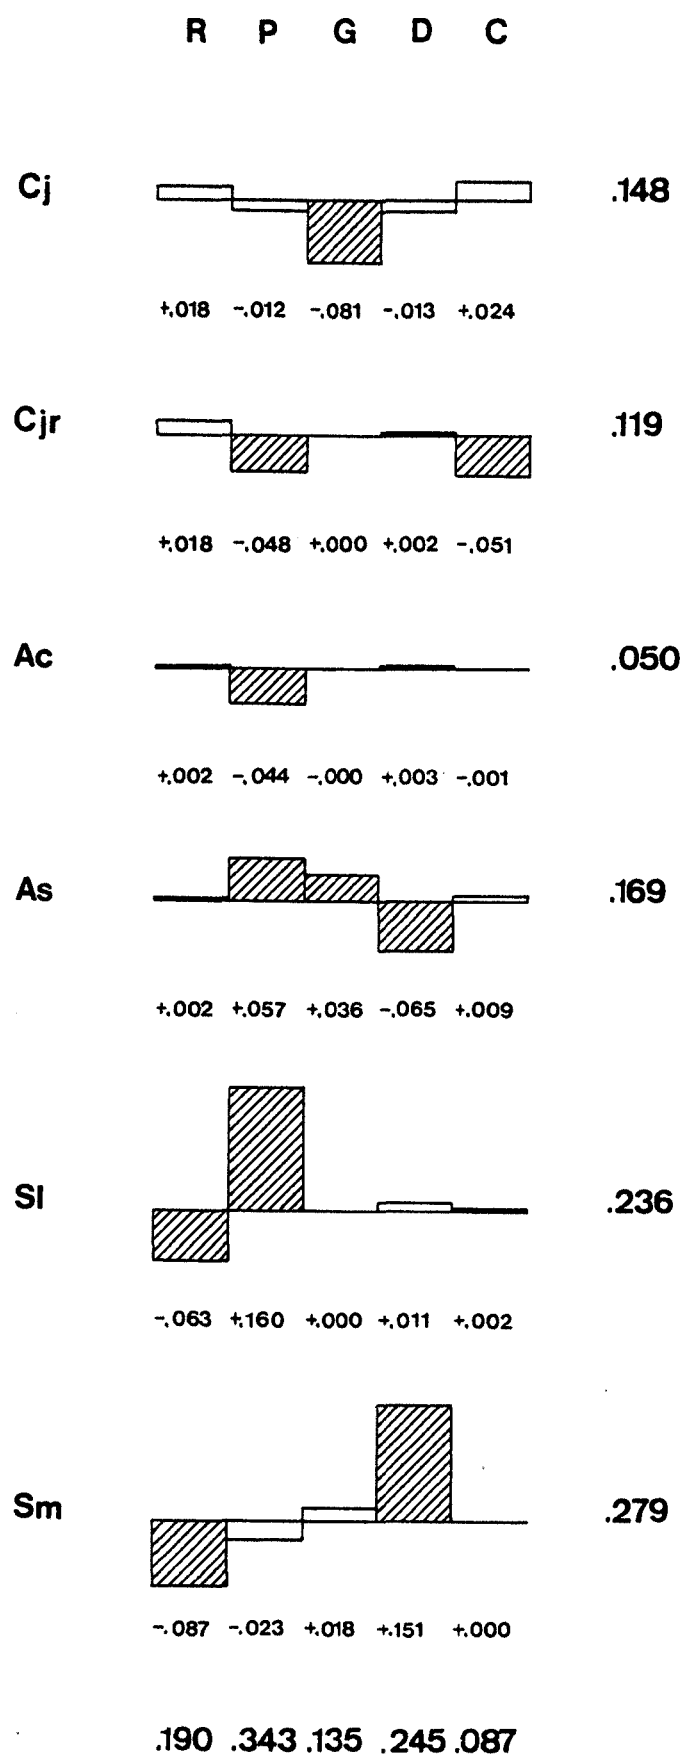 R P G D C
Cj .148
+.018 -.012 -.081 -.013 +.024
Cjr .119
+.018 -.048 +.000 +.002 -.051
Ac .050
+.002 -.044 -.000 +.003 -.001
As .169
+.002 +.057 +.036 -.065 +.009
Sl .236
-.063 +.160 +.000 +.011 +.002
Sm .279
-.087 -.023 +.018 +.151 +.000
.190 .343 .135 .245 .087